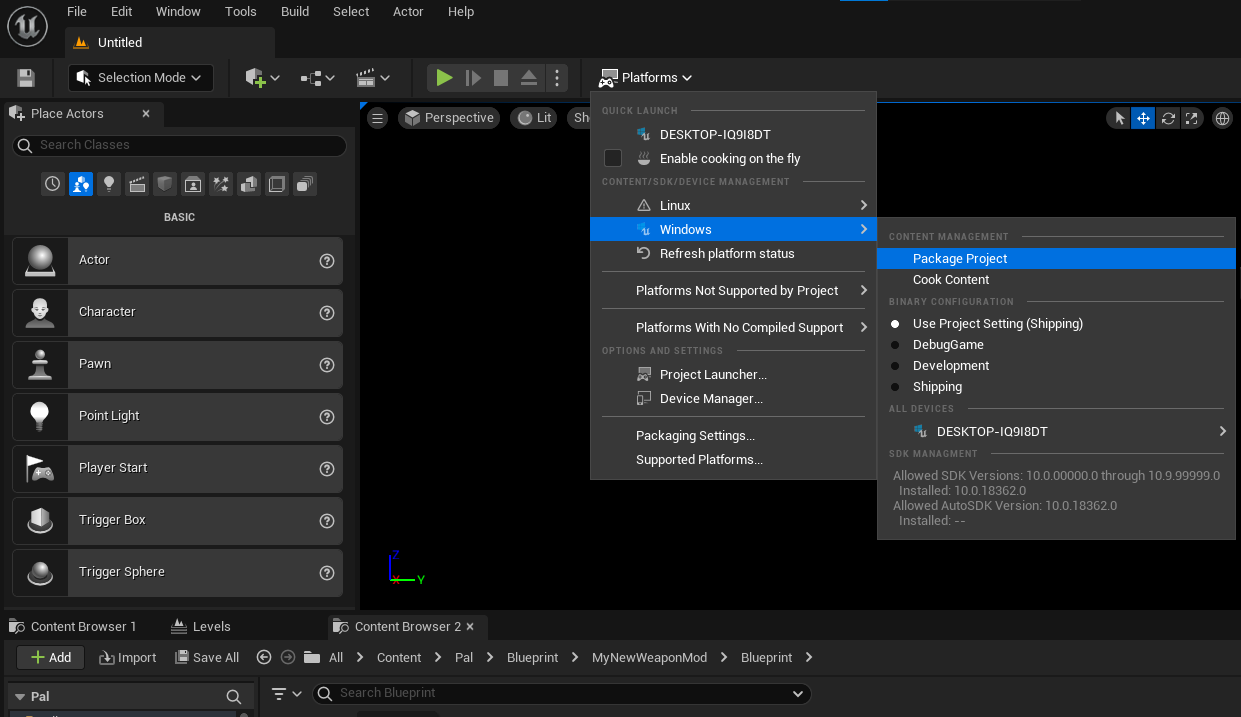 File Edit Window Tools Build Select Actor Help
Untitled
Selection Mode
Platforms
Place Actors
Search Classes
BASIC
Actor
Character
Pawn
Point Light
Player Start
Trigger Box
Trigger Sphere
Perspective Lit
QUICK LAUNCH
DESKTOP-IQ9I8DT
Enable cooking on the fly
CONTENT/SDK/DEVICE MANAGEMENT
Linux
Windows
Refresh platform status
Platforms Not Supported by Project
Platforms With No Compiled Support
OPTIONS AND SETTINGS
Project Launcher...
Device Manager...
Packaging Settings...
Supported Platforms...
CONTENT MANAGEMENT
Package Project
Cook Content
BINARY CONFIGURATION
Use Project Setting (Shipping)
DebugGame
Development
Shipping
ALL DEVICES
DESKTOP-IQ9I8DT
SDK MANAGMENT
Allowed SDK Versions: 10.0.00000.0 through 10.9.99999.0
Installed: 10.0.18362.0
Allowed AutoSDK Version: 10.0.18362.0
Installed: --
Z
X Y
Content Browser 1 Levels Content Browser 2
Add Import Save All All Content Pal Blueprint MyNewWeaponMod Blueprint
Pal
Search Blueprint